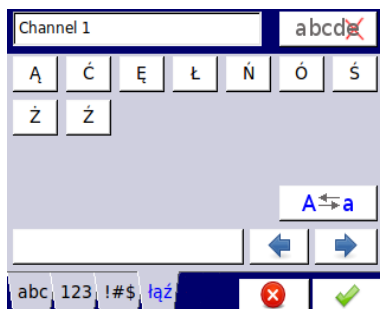 Channel 1 abcde
Ą Ć Ę Ł Ń Ó Ś
Ż Ź
A a
abc 123 !#$ łąź